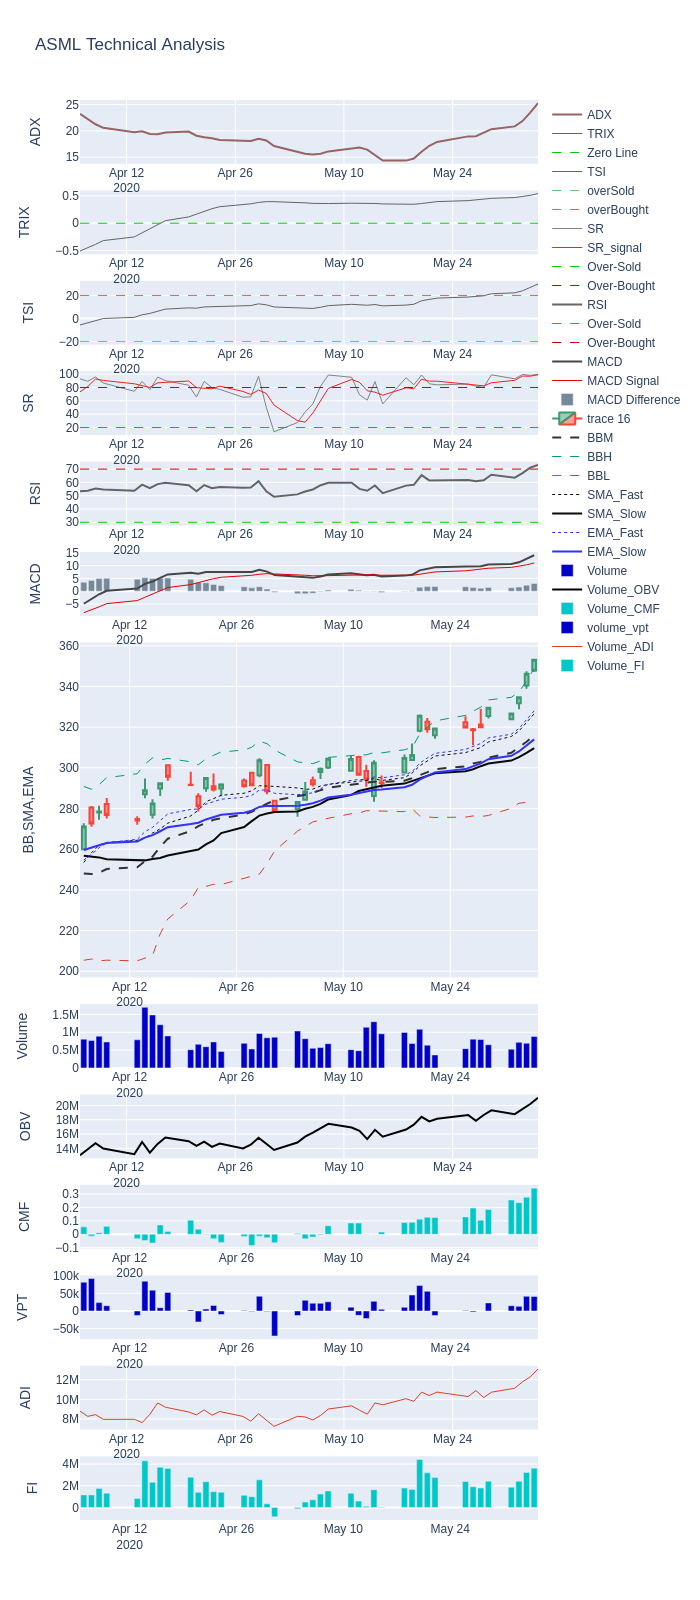 ASML Technical Analysis
ADX
25
20
15
Apr 12
2020
Apr 26
May 10
May 24
TRIX
0.5
0
−0.5
Apr 12
2020
Apr 26
May 10
May 24
TSI
20
0
−20
Apr 12
2020
Apr 26
May 10
May 24
SR
100
80
60
40
20
Apr 12
2020
Apr 26
May 10
May 24
RSI
70
60
50
40
30
Apr 12
2020
Apr 26
May 10
May 24
MACD
15
10
5
0
−5
Apr 12
2020
Apr 26
May 10
May 24
BB,SMA,EMA
360
340
320
300
280
260
240
220
200
Apr 12
2020
Apr 26
May 10
May 24
Volume
1.5M
1M
0.5M
0
Apr 12
2020
Apr 26
May 10
May 24
OBV
20M
18M
16M
14M
Apr 12
2020
Apr 26
May 10
May 24
CMF
0.3
0.2
0.1
0
−0.1
Apr 12
2020
Apr 26
May 10
May 24
VPT
100k
50k
0
−50k
Apr 12
2020
Apr 26
May 10
May 24
ADI
12M
10M
8M
Apr 12
2020
Apr 26
May 10
May 24
FI
4M
2M
0
Apr 12
2020
Apr 26
May 10
May 24
ADX
TRIX
Zero Line
TSI
overSold
overBought
SR
SR_signal
Over-Sold
Over-Bought
RSI
Over-Sold
Over-Bought
MACD
MACD Signal
MACD Difference
trace 16
BBM
BBH
BBL
SMA_Fast
SMA_Slow
EMA_Fast
EMA_Slow
Volume
Volume_OBV
Volume_CMF
volume_vpt
Volume_ADI
Volume_FI